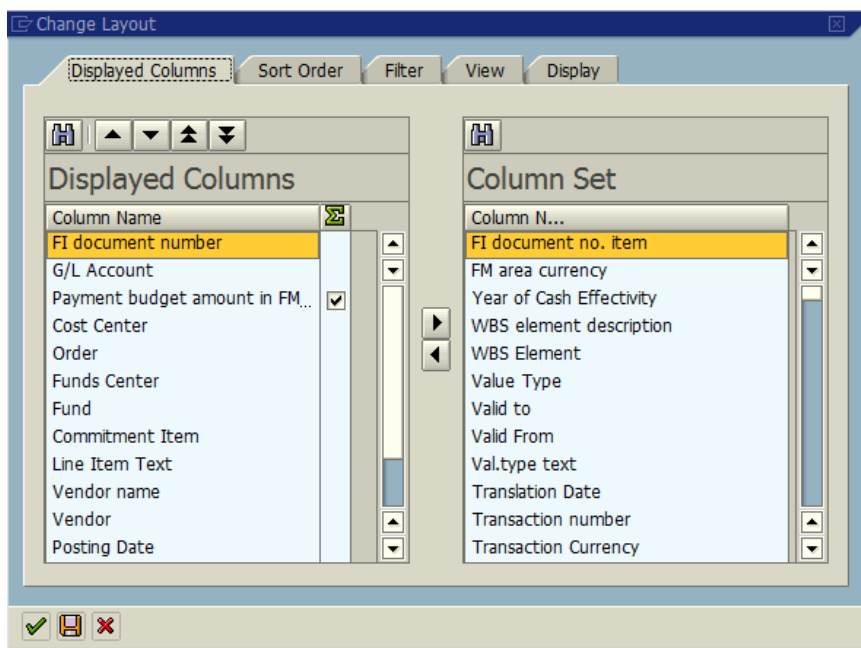 Change Layout
Displayed Columns Sort Order Filter View Display
Displayed Columns
Column Name
FI document number
G/L Account
Payment budget amount in FM...
Cost Center
Order
Funds Center
Fund
Commitment Item
Line Item Text
Vendor name
Vendor
Posting Date
Column Set
Column N...
FI document no. item
FM area currency
Year of Cash Effectivity
WBS element description
WBS Element
Value Type
Valid to
Valid From
Val.type text
Translation Date
Transaction number
Transaction Currency